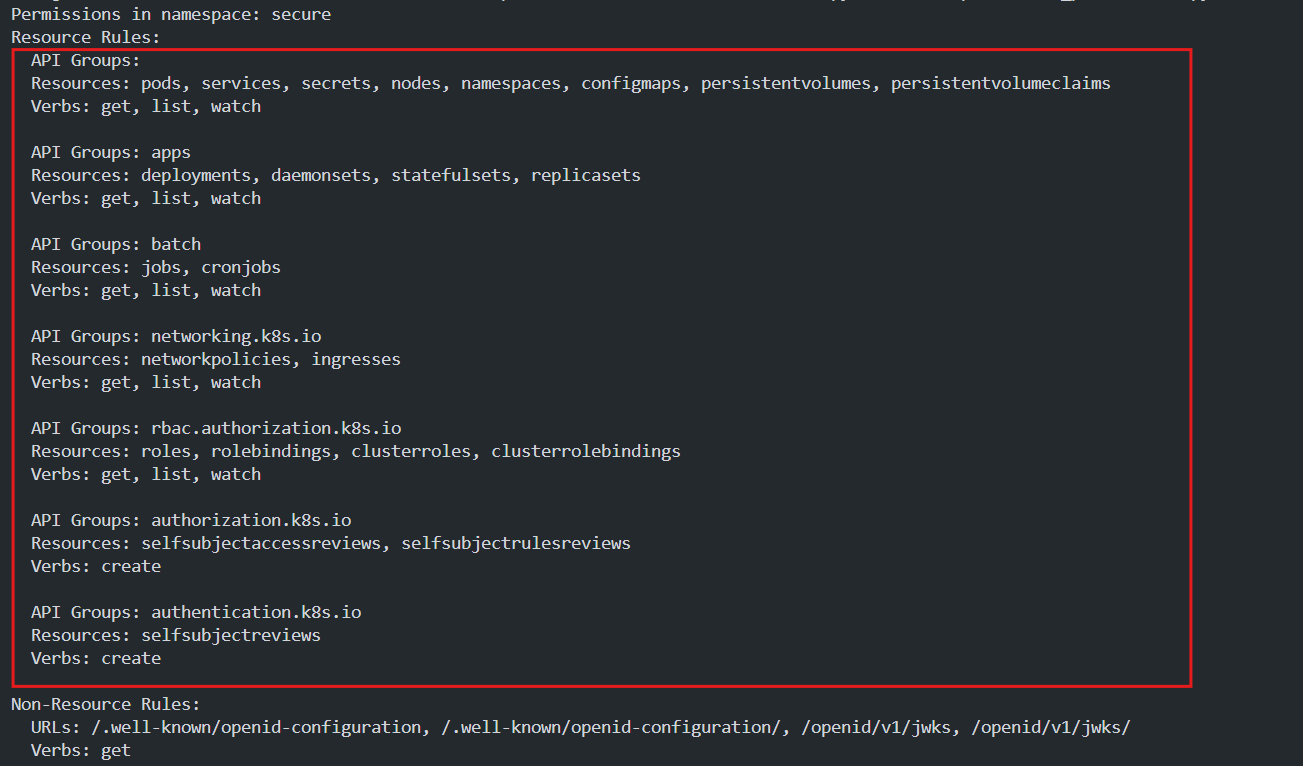 Permissions in namespace: secure
Resource Rules:
API Groups:
Resources: pods, services, secrets, nodes, namespaces, configmaps, persistentvolumes, persistentvolumeclaims
Verbs: get, list, watch
API Groups: apps
Resources: deployments, daemonsets, statefulsets, replicasets
Verbs: get, list, watch
API Groups: batch
Resources: jobs, cronjobs
Verbs: get, list, watch
API Groups: networking.k8s.io
Resources: networkpolicies, ingresses
Verbs: get, list, watch
API Groups: rbac.authorization.k8s.io
Resources: roles, rolebindings, clusterroles, clusterrolebindings
Verbs: get, list, watch
API Groups: authorization.k8s.io
Resources: selfsubjectaccessreviews, selfsubjectrulesreviews
Verbs: create
API Groups: authentication.k8s.io
Resources: selfsubjectreviews
Verbs: create
Non-Resource Rules:
URLs: /.well-known/openid-configuration, /.well-known/openid-configuration/, /openid/v1/jwks, /openid/v1/jwks/
Verbs: get